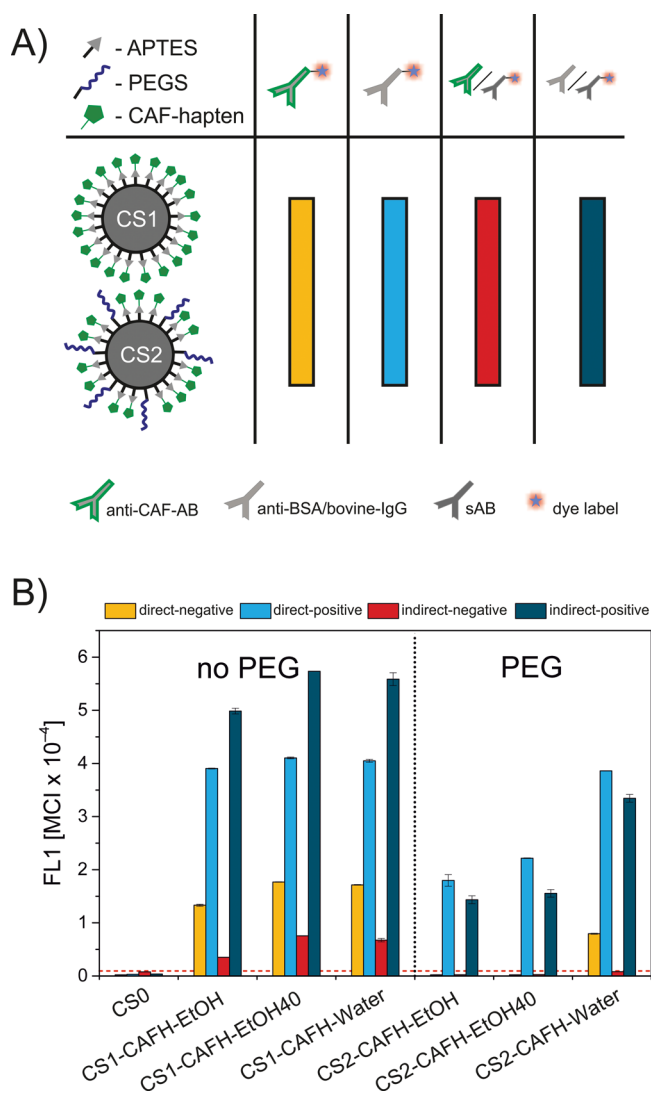 A)
- APTES
- PEGS
- CAF-hapten
CS1
CS2
anti-CAF-AB
anti-BSA/bovine-IgG
sAB
dye label
B)
direct-negative direct-positive indirect-negative indirect-positive
no PEG PEG
FL1 [MCI x 10⁻⁴]
6
5
4
3
2
1
0
CS0
CS1-CAFH-EtOH
CS1-CAFH-EtOH40
CS1-CAFH-Water
CS2-CAFH-EtOH
CS2-CAFH-EtOH40
CS2-CAFH-Water